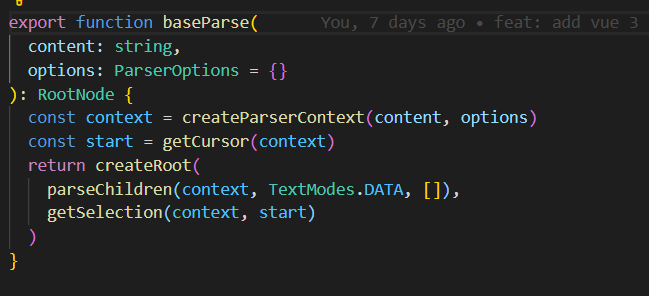 export function baseParse(    You, 7 days ago • feat: add vue 3
  content: string,
  options: ParserOptions = {}
): RootNode {
  const context = createParserContext(content, options)
  const start = getCursor(context)
  return createRoot(
    parseChildren(context, TextModes.DATA, []),
    getSelection(context, start)
  )
}